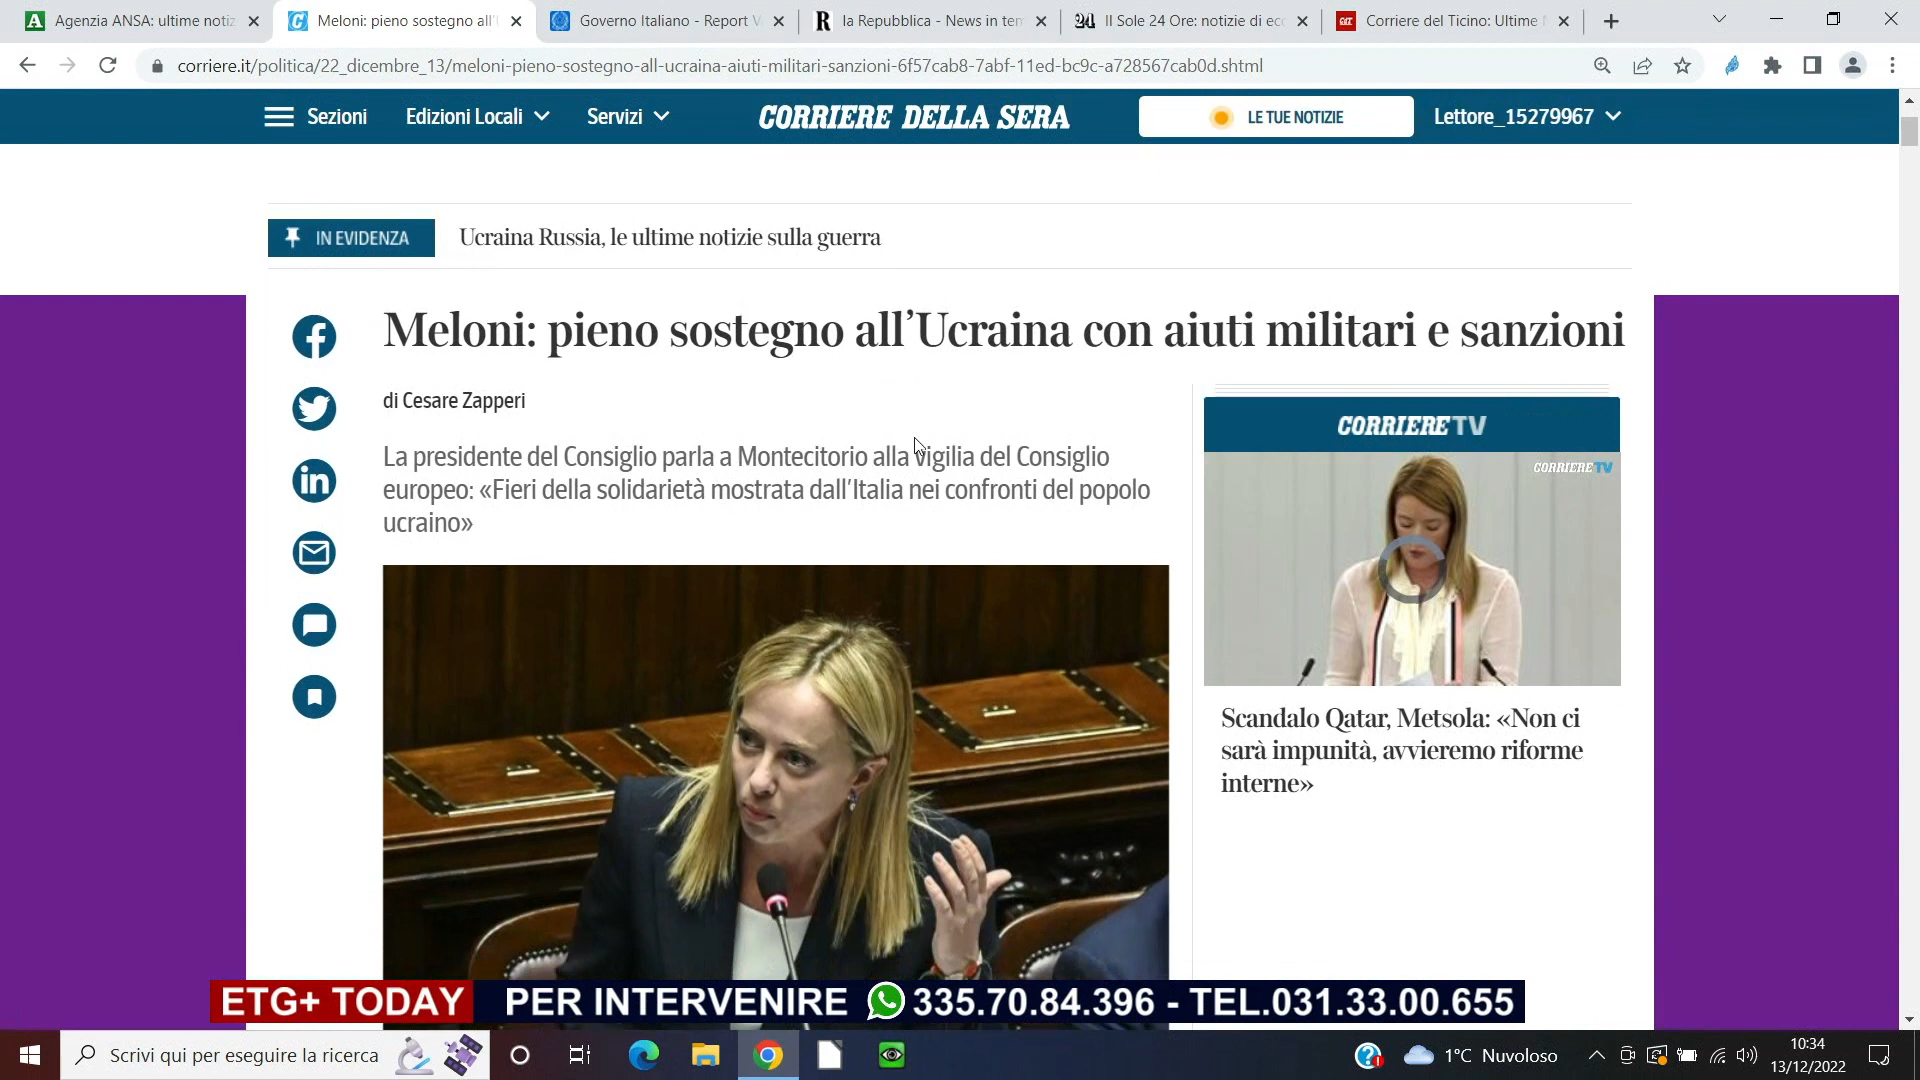 Agenzia ANSA: ultime notiz
Meloni: pieno sostegno all'
Governo Italiano - Report
la Repubblica - News in
Il Sole 24 Ore: notizie di
Corriere del Ticino: Ultime
corriere.it/politica/22_dicembre_13/meloni-pieno-sostegno-all-ucraina-aiuti-militari-sanzioni-6f57cab8-7abf-11ed-bc9c-a728567cab0d.shtml
Sezioni
Edizioni Locali
Servizi
CORRIERE DELLA SERA
LE TUE NOTIZIE
Lettore_15279967
IN EVIDENZA
Ucraina Russia, le ultime notizie sulla guerra
Meloni: pieno sostegno all’Ucraina con aiuti militari e sanzioni
di Cesare Zapperi
La presidente del Consiglio parla a Montecitorio alla vigilia del Consiglio
europeo: «Fieri della solidarietà mostrata dall'Italia nei confronti del popolo
ucraino»
CORRIERE TV
CORRIERE TV
Scandalo Qatar, Metsola: «Non ci
sarà impunità, avvieremo riforme
interne»
ETG+ TODAY
PER INTERVENIRE 335.70.84.396 - TEL.031.33.00.655
Scrivi qui per eseguire la ricerca
1°C Nuvoloso
10:34
13/12/2022